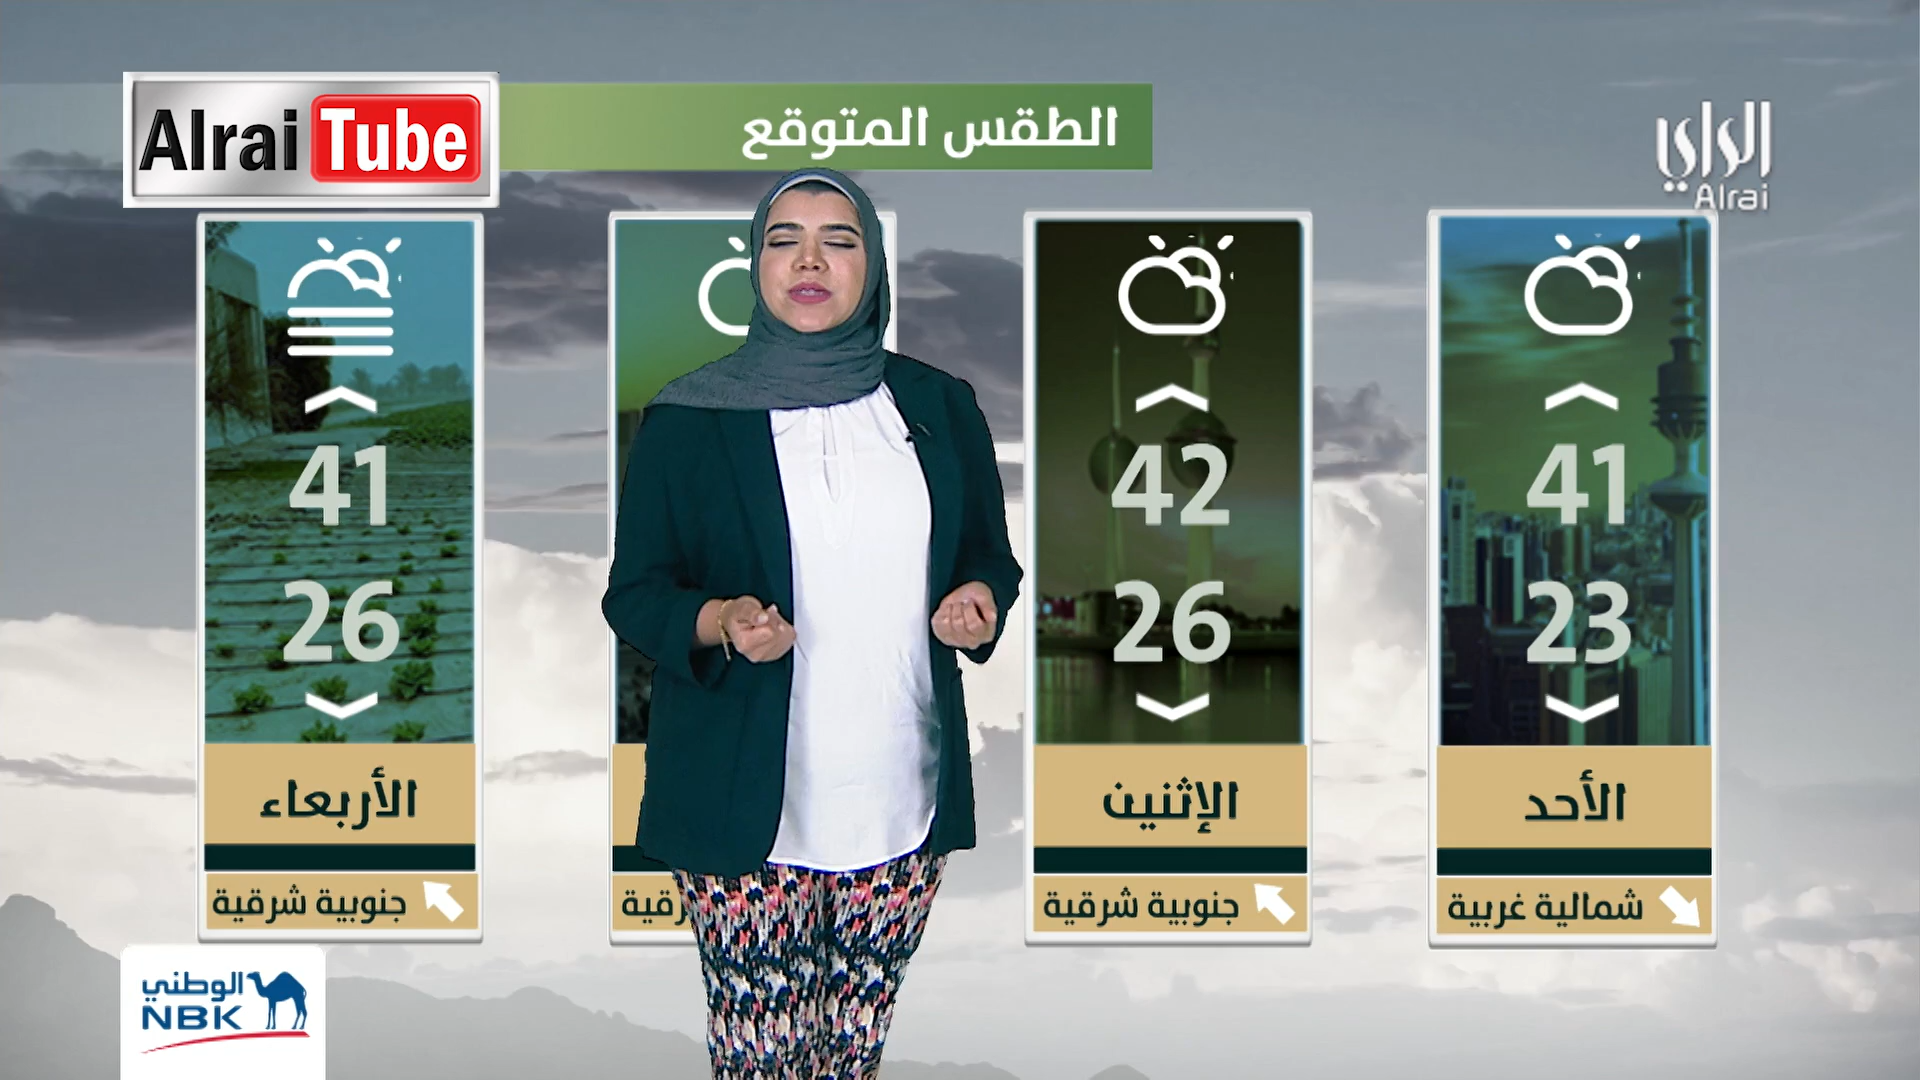 Alrai Tube
الطقس المتوقع
الراي
Alrai
41
23
الأحد
شمالية غربية
42
26
الإثنين
جنوبية شرقية
41
26
الأربعاء
جنوبية شرقية
الوطني
NBK